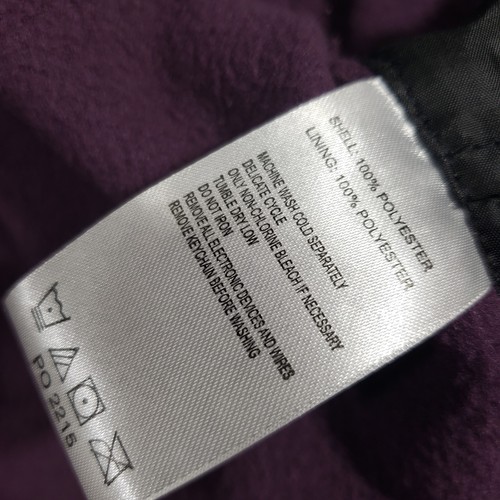 SHELL: 100% POLYESTER
LINING: 100% POLYESTER
MACHINE WASH COLD SEPARATELY
DELICATE CYCLE
ONLY NON-CHLORINE BLEACH IF NECESSARY
TUMBLE DRY LOW
DO NOT IRON
REMOVE ALL ELECTRONIC DEVICES AND WIRES
REMOVE KEYCHAIN BEFORE WASHING
PO 2215